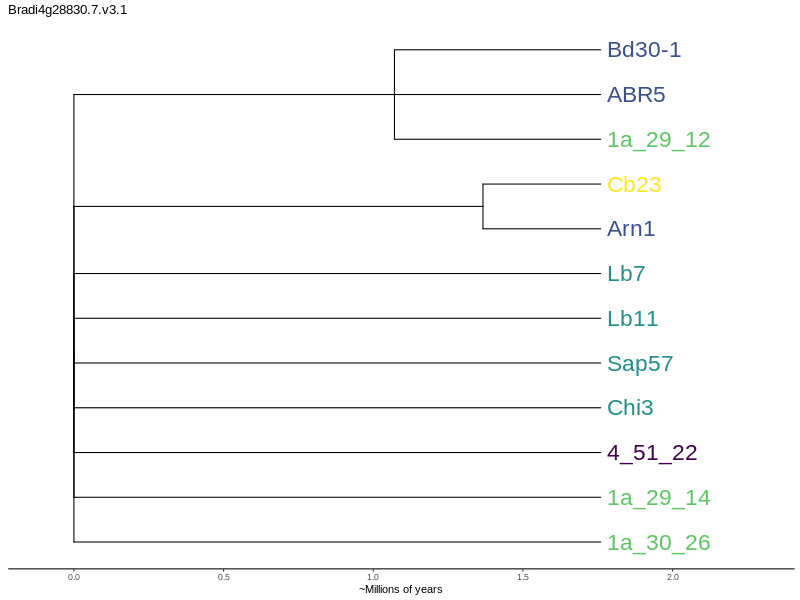 Bradi4g28830.7.v3.1
Bd30-1
ABR5
1a_29_12
Cb23
Arn1
Lb7
Lb11
Sap57
Chi3
4_51_22
1a_29_14
1a_30_26
0.0 0.5 1.0 1.5 2.0
~Millions of years